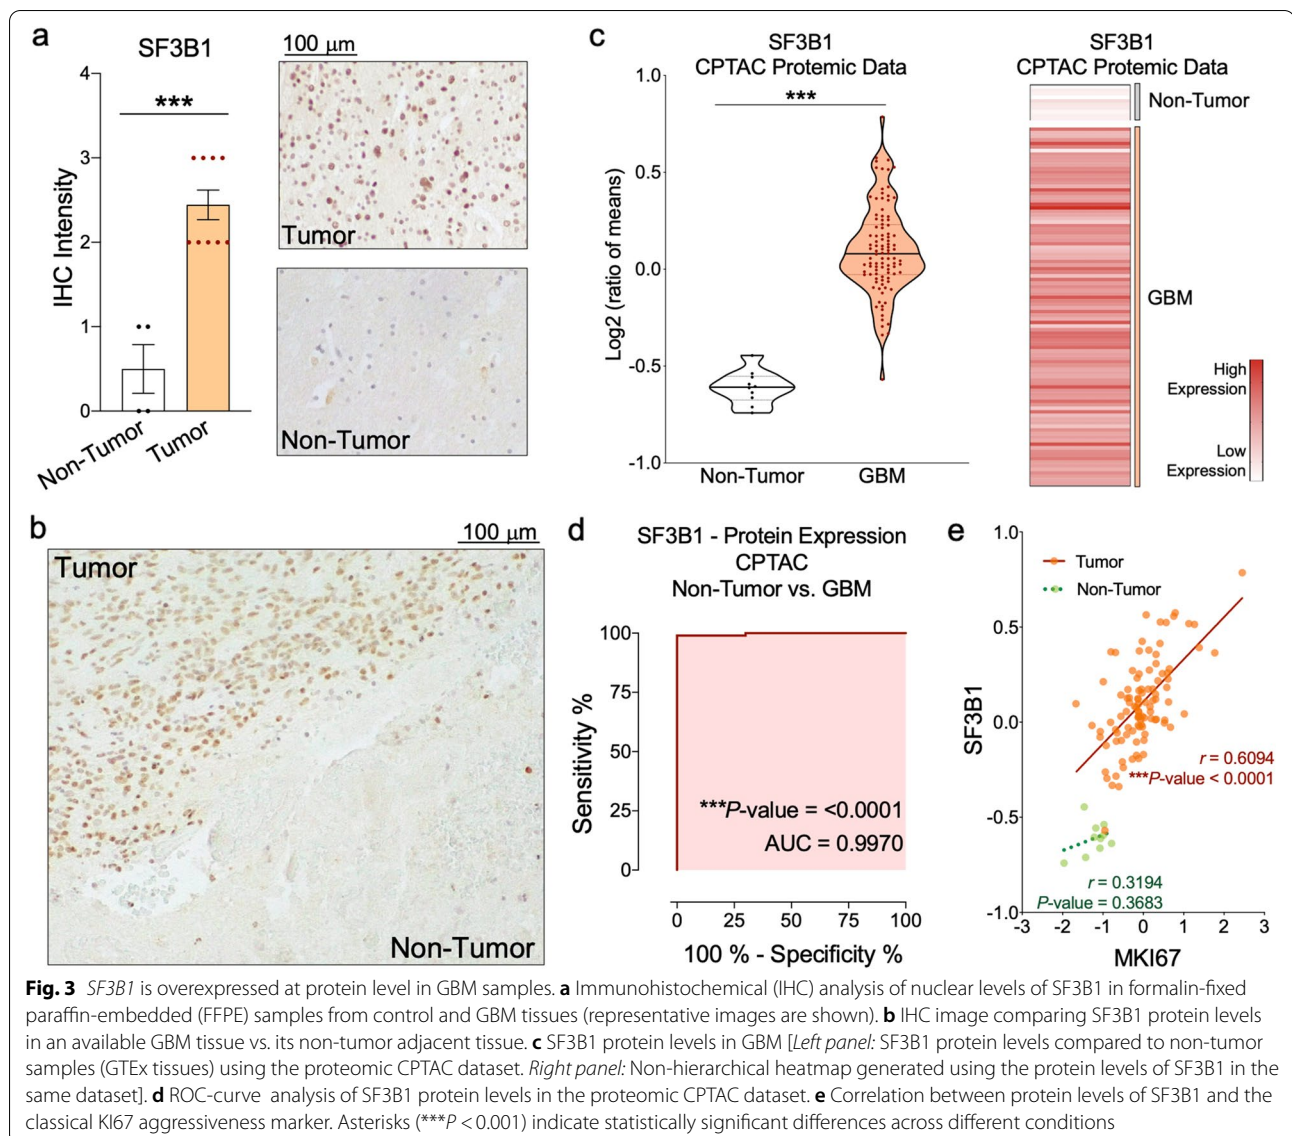 a
SF3B1
4
3
2
1
0
IHC Intensity
***
Non-Tumor
Tumor
100 µm
Tumor
Non-Tumor
b
100 µm
Tumor
Non-Tumor
c
SF3B1
CPTAC Protemic Data
1.0
0.5
0.0
-0.5
-1.0
Log2 (ratio of means)
***
Non-Tumor
GBM
SF3B1
CPTAC Protemic Data
Non-Tumor
GBM
High
Expression
Low
Expression
d
SF3B1 - Protein Expression
CPTAC
Non-Tumor vs. GBM
100
75
50
25
0
Sensitivity %
***P-value = <0.0001
AUC = 0.9970
0 25 50 75 100
100 % - Specificity %
e
1.0
0.5
0.0
-0.5
-1.0
SF3B1
Tumor
Non-Tumor
r = 0.6094
***P-value < 0.0001
r = 0.3194
P-value = 0.3683
-3 -2 -1 0 1 2 3
MKI67
Fig. 3 SF3B1 is overexpressed at protein level in GBM samples. a Immunohistochemical (IHC) analysis of nuclear levels of SF3B1 in formalin-fixed
paraffin-embedded (FFPE) samples from control and GBM tissues (representative images are shown). b IHC image comparing SF3B1 protein levels
in an available GBM tissue vs. its non-tumor adjacent tissue. c SF3B1 protein levels in GBM [Left panel: SF3B1 protein levels compared to non-tumor
samples (GTEx tissues) using the proteomic CPTAC dataset. Right panel: Non-hierarchical heatmap generated using the protein levels of SF3B1 in the
same dataset]. d ROC-curve analysis of SF3B1 protein levels in the proteomic CPTAC dataset. e Correlation between protein levels of SF3B1 and the
classical KI67 aggressiveness marker. Asterisks (***P < 0.001) indicate statistically significant differences across different conditions